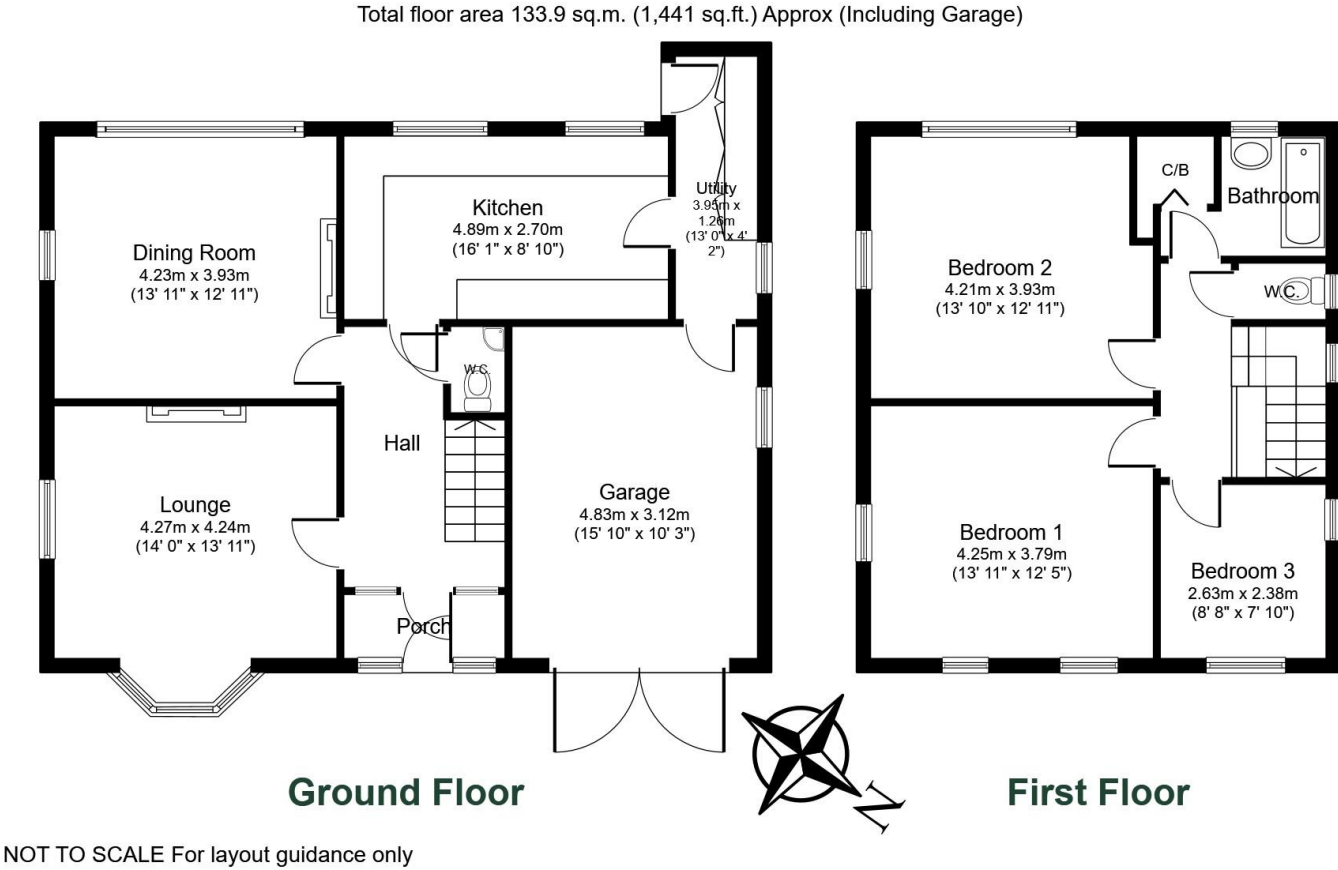 Total floor area 133.9 sq.m. (1,441 sq.ft.) Approx (Including Garage)
Dining Room
4.23m x 3.93m
(13' 11" x 12' 11")
Kitchen
4.89m x 2.70m
(16' 1" x 8' 10")
Utility
3.95m x
1.26m
(13' 0" x 4'
2")
W.C.
Hall
Lounge
4.27m x 4.24m
(14' 0" x 13' 11")
Garage
4.83m x 3.12m
(15' 10" x 10' 3")
Porch
Ground Floor
C/B
Bathroom
Bedroom 2
4.21m x 3.93m
(13' 10" x 12' 11")
W.C.
Bedroom 1
4.25m x 3.79m
(13' 11" x 12' 5")
Bedroom 3
2.63m x 2.38m
(8' 8" x 7' 10")
N
First Floor
NOT TO SCALE For layout guidance only